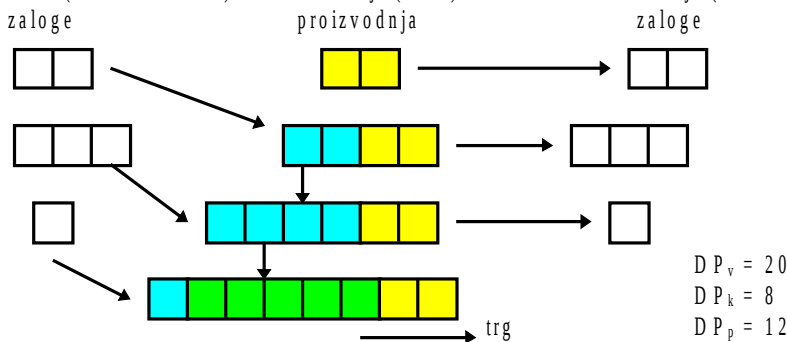 zaloge proizvodnja zaloge
DPᵥ = 20
DPₖ = 8
trg DPₚ = 12